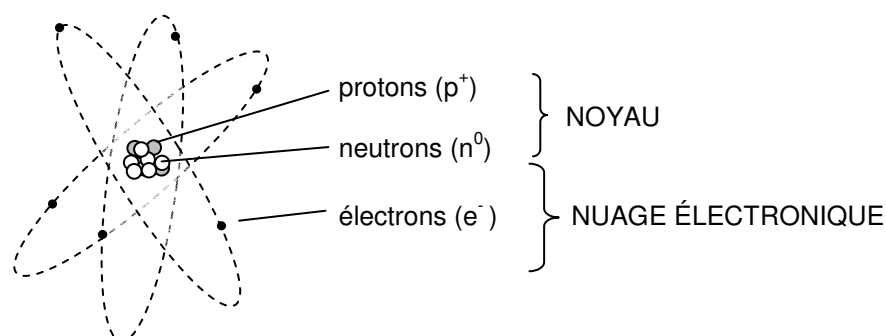 protons (p⁺)
NOYAU
neutrons (n⁰)
électrons (e⁻)
NUAGE ÉLECTRONIQUE